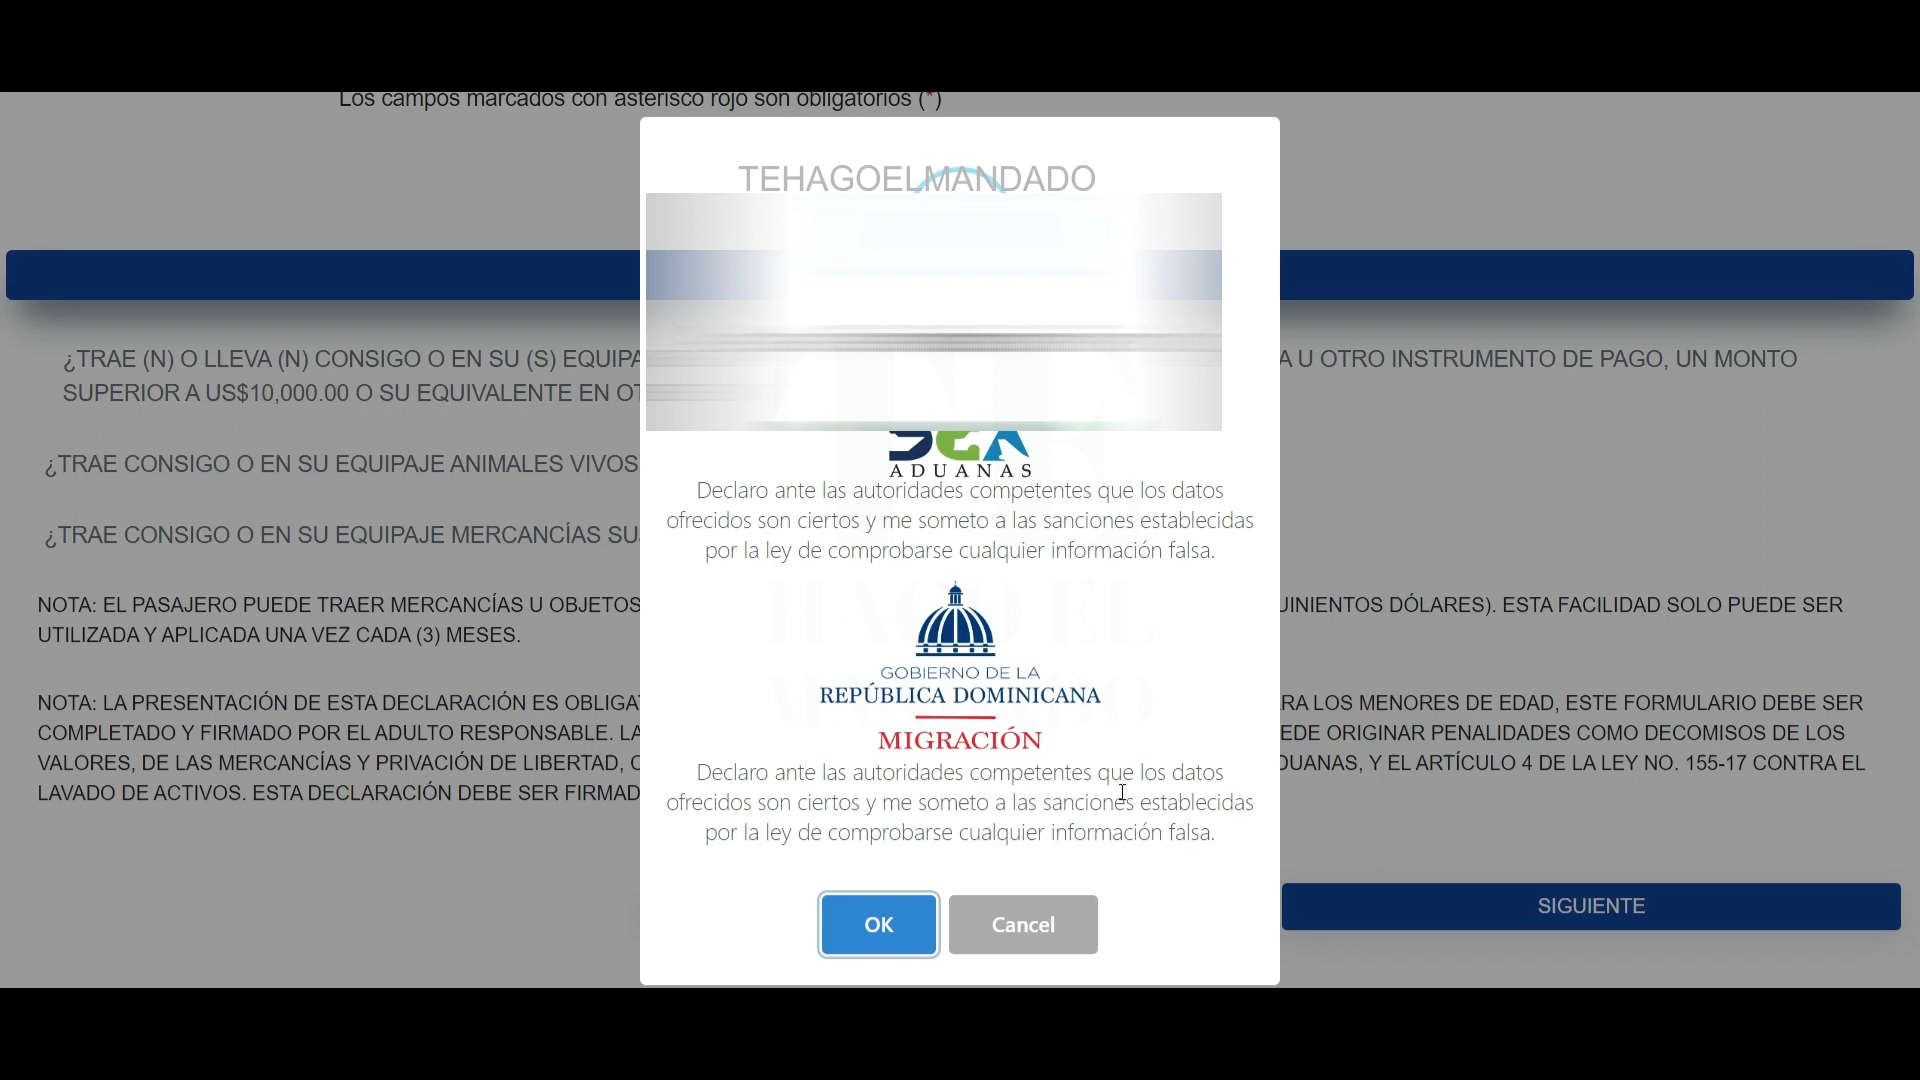 Los campos marcados con asterisco rojo son obligatorios (*)
TEHAGOELMANDADO
¿TRAE (N) O LLEVA (N) CONSIGO O EN SU (S) EQUIPA
A U OTRO INSTRUMENTO DE PAGO, UN MONTO
SUPERIOR A US$10,000.00 O SU EQUIVALENTE EN OT
SEA
ADUANAS
¿TRAE CONSIGO O EN SU EQUIPAJE ANIMALES VIVOS
Declaro ante las autoridades competentes que los datos
ofrecidos son ciertos y me someto a las sanciones establecidas
por la ley de comprobarse cualquier información falsa.
¿TRAE CONSIGO O EN SU EQUIPAJE MERCANCÍAS SU
NOTA: EL PASAJERO PUEDE TRAER MERCANCÍAS U OBJETOS
UINIENTOS DÓLARES). ESTA FACILIDAD SOLO PUEDE SER
UTILIZADA Y APLICADA UNA VEZ CADA (3) MESES.
HAGO EL
MANDADO
GOBIERNO DE LA
REPÚBLICA DOMINICANA
MIGRACIÓN
NOTA: LA PRESENTACIÓN DE ESTA DECLARACIÓN ES OBLIGA
RA LOS MENORES DE EDAD, ESTE FORMULARIO DEBE SER
COMPLETADO Y FIRMADO POR EL ADULTO RESPONSABLE. LA
EDE ORIGINAR PENALIDADES COMO DECOMISOS DE LOS
VALORES, DE LAS MERCANCÍAS Y PRIVACIÓN DE LIBERTAD,
DUANAS, Y EL ARTÍCULO 4 DE LA LEY NO. 155-17 CONTRA EL
LAVADO DE ACTIVOS. ESTA DECLARACIÓN DEBE SER FIRMAD
Declaro ante las autoridades competentes que los datos
ofrecidos son ciertos y me someto a las sanciones establecidas
por la ley de comprobarse cualquier información falsa.
OK
Cancel
SIGUIENTE